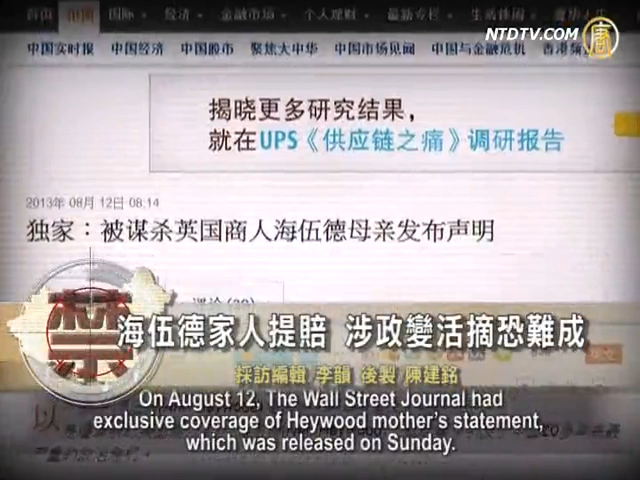 首页 中国 国际 经济 金融市场 个人理财 最新专栏 生活休闲
NTDTV.COM
中国实时报 中国经济 中国股市 聚焦大中华 中国市场见闻 中国与金融危机
揭晓更多研究结果，
就在UPS《供应链之痛》调研报告
2013年 08月 12日 08:14
独家：被谋杀英国商人海伍德母亲发布声明
禁
海伍德家人提賠 涉政變活摘恐難成
採訪編輯 李韻 後製 陳建銘
On August 12, The Wall Street Journal had
exclusive coverage of Heywood mother's statement,
which was released on Sunday.
以